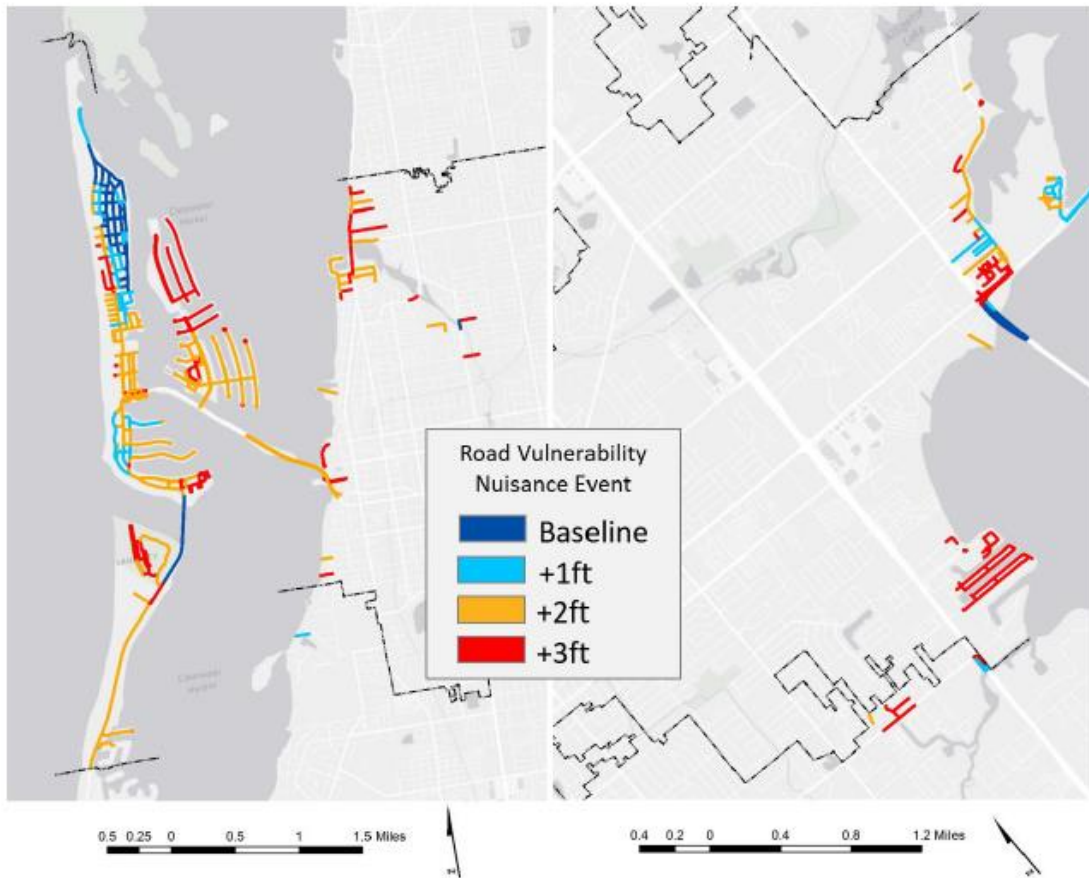 Road Vulnerability
Nuisance Event
Baseline
+1ft
+2ft
+3ft
0.5 0.25 0 0.5 1 1.5 Miles
N
0.4 0.2 0 0.4 0.8 1.2 Miles
N